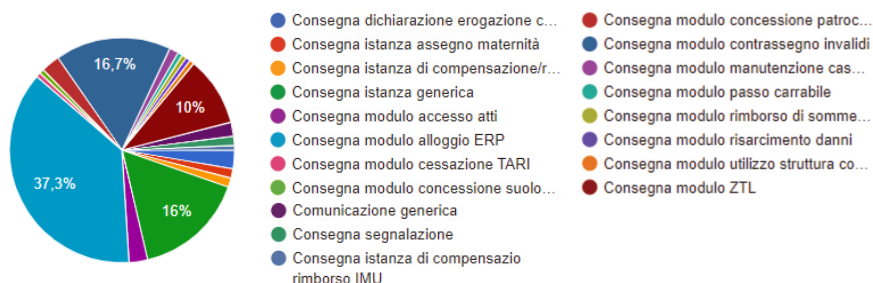 16,7%
10%
37,3%
16%
Consegna dichiarazione erogazione c...
Consegna istanza assegno maternità
Consegna istanza di compensazione/r...
Consegna istanza generica
Consegna modulo accesso atti
Consegna modulo alloggio ERP
Consegna modulo cessazione TARI
Consegna modulo concessione suolo...
Comunicazione generica
Consegna segnalazione
Consegna istanza di compensazio
rimborso IMU
Consegna modulo concessione patroc...
Consegna modulo contrassegno invalidi
Consegna modulo manutenzione cas...
Consegna modulo passo carrabile
Consegna modulo rimborso di somme...
Consegna modulo risarcimento danni
Consegna modulo utilizzo struttura co...
Consegna modulo ZTL